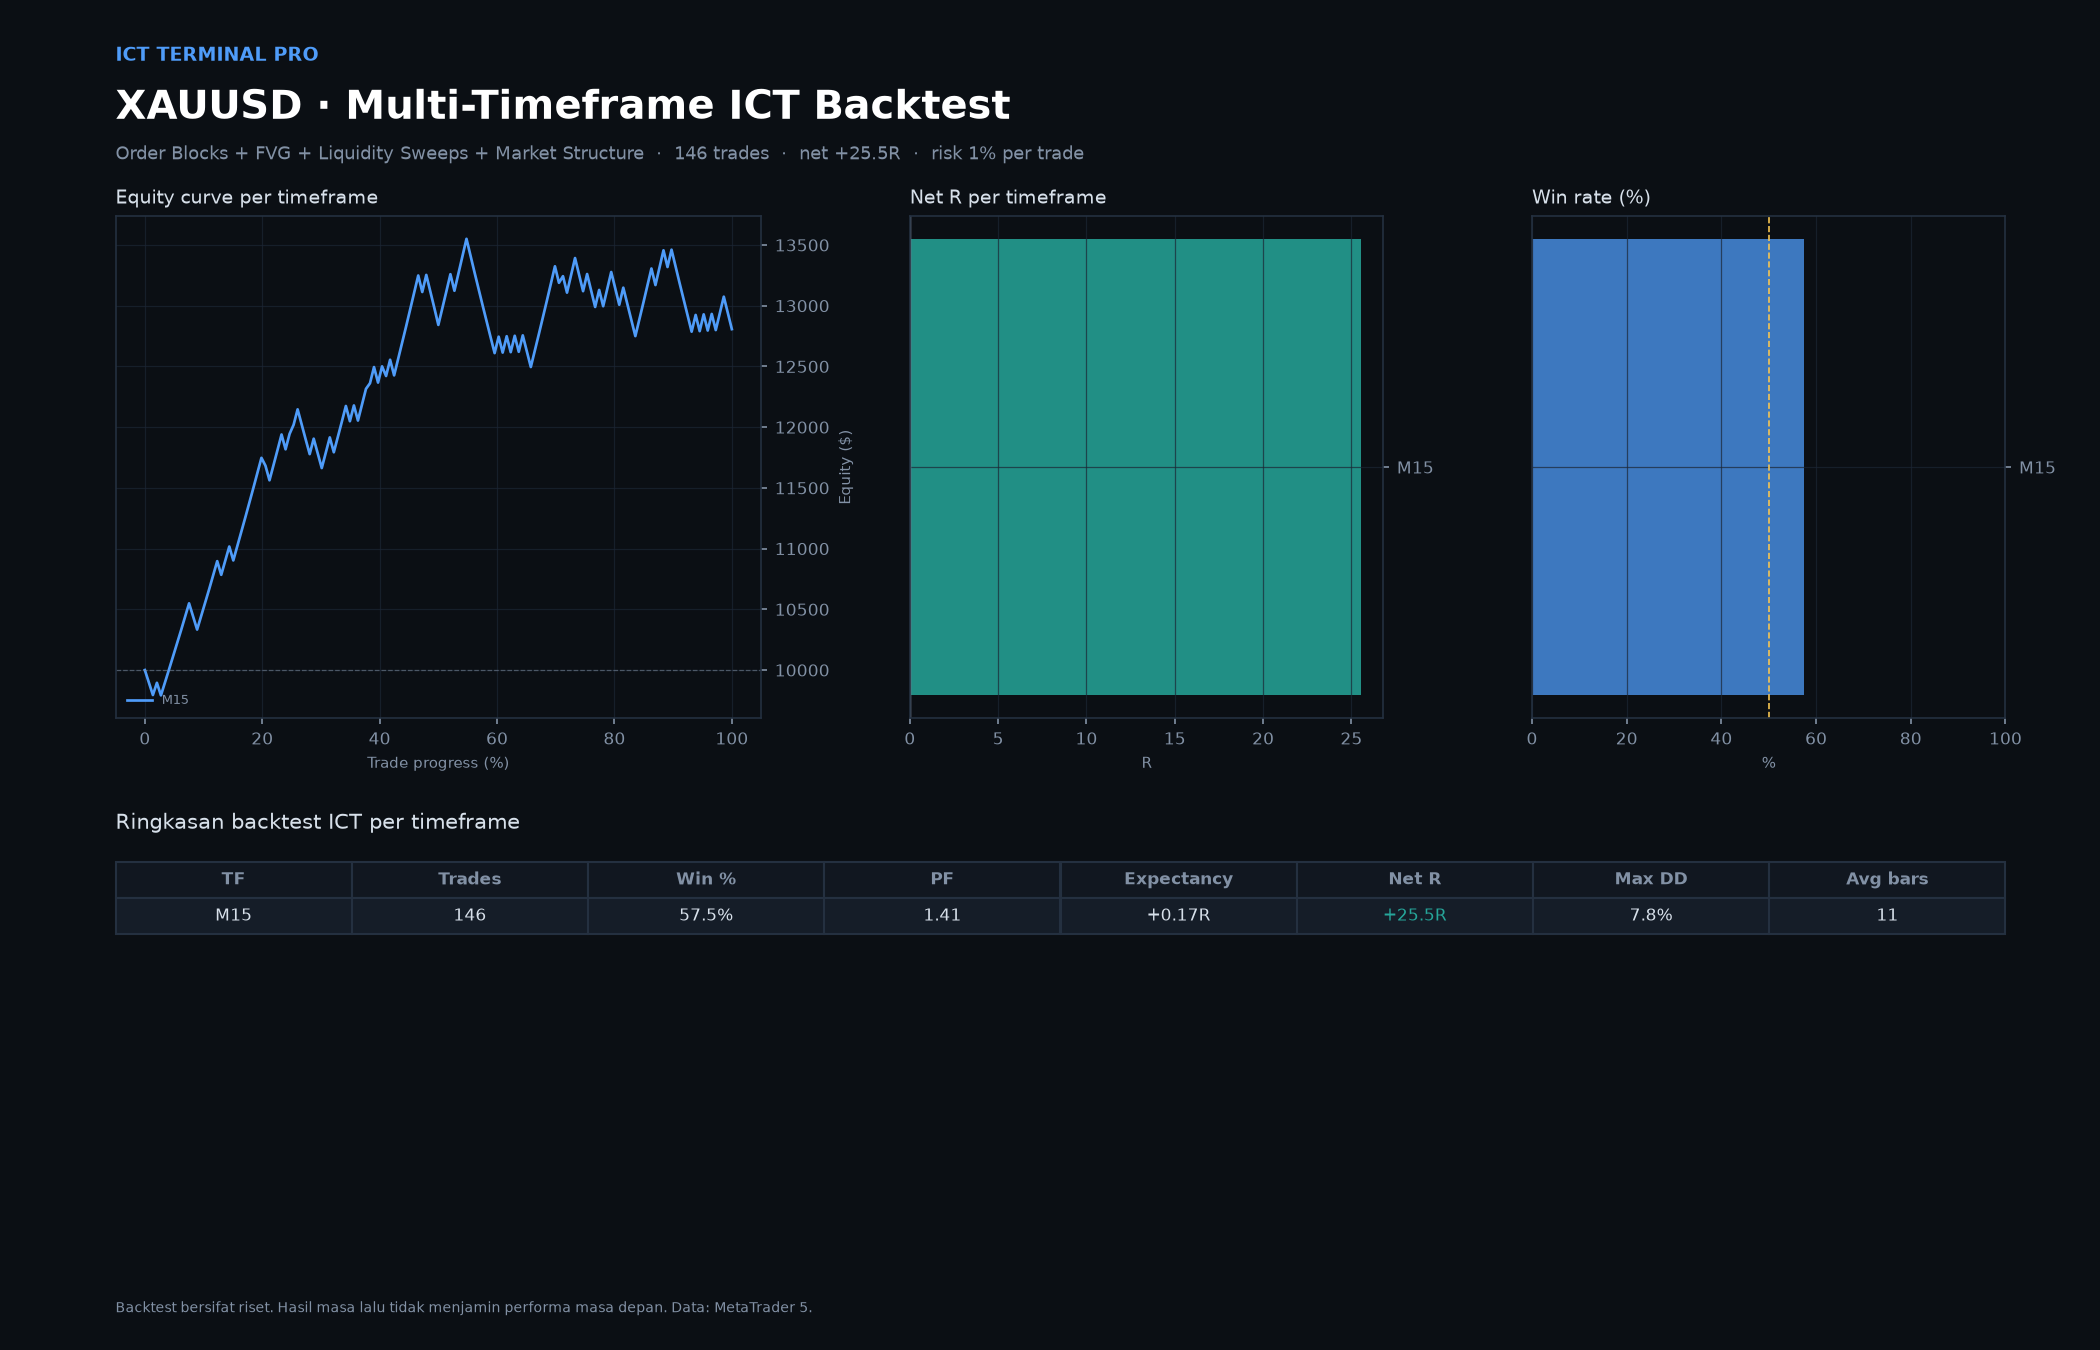 ICT TERMINAL PRO
XAUUSD · Multi-Timeframe ICT Backtest
Order Blocks + FVG + Liquidity Sweeps + Market Structure · 146 trades · net +25.5R · risk 1% per trade
Equity curve per timeframe
13500
13000
12500
12000
11500
11000
10500
10000
Equity ($)
M15
0 20 40 60 80 100
Trade progress (%)
Net R per timeframe
M15
0 5 10 15 20 25
R
Win rate (%)
M15
0 20 40 60 80 100
%
Ringkasan backtest ICT per timeframe
TF Trades Win % PF Expectancy Net R Max DD Avg bars
M15 146 57.5% 1.41 +0.17R +25.5R 7.8% 11
Backtest bersifat riset. Hasil masa lalu tidak menjamin performa masa depan. Data: MetaTrader 5.